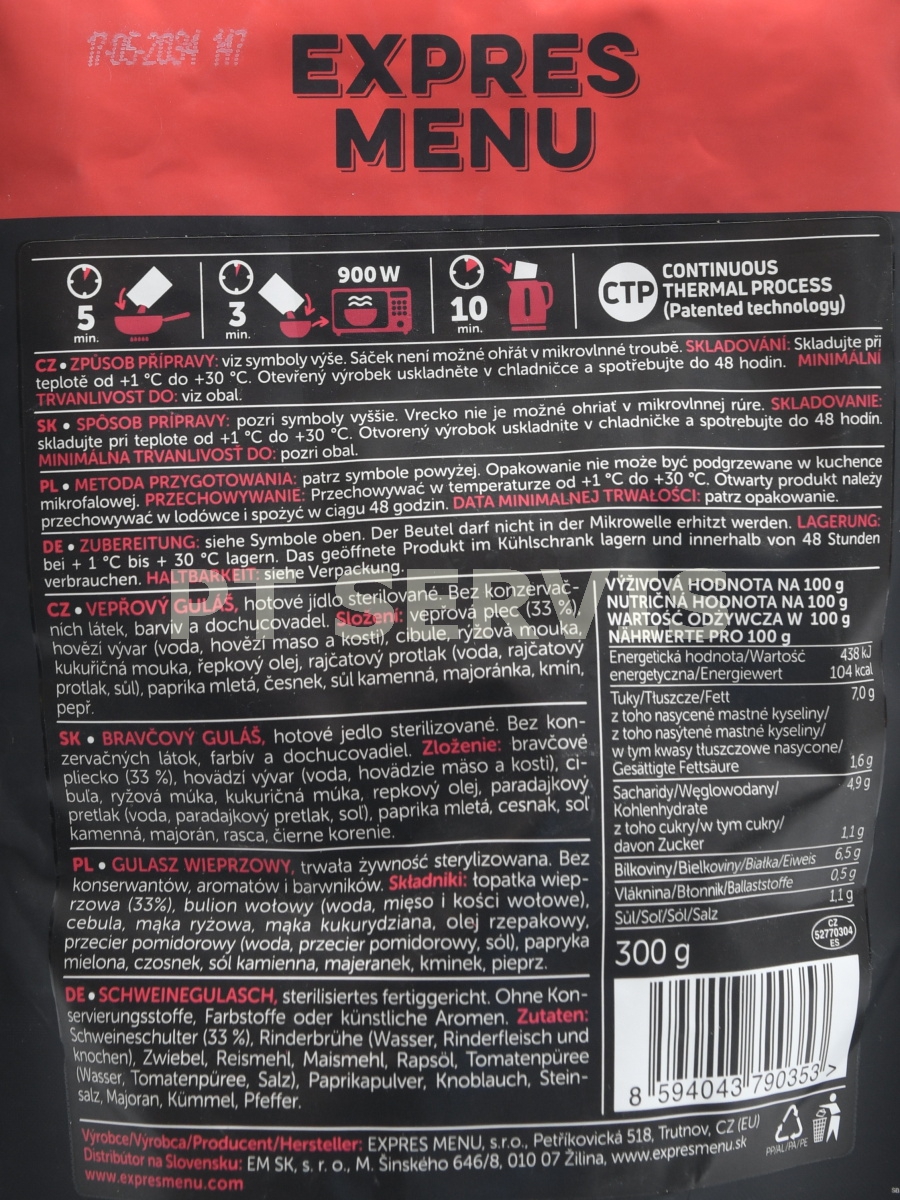 17-05-2034 147
EXPRES
MENU
5
min.
3
min.
900 W
10
min.
CTP
CONTINUOUS
THERMAL PROCESS
(Patented technology)
CZ • ZPŮSOB PŘÍPRAVY: viz symboly výše. Sáček není možné ohřát v mikrovlnné troubě. SKLADOVÁNÍ: Skladujte při
teplotě od +1 °C do +30 °C. Otevřený výrobek uskladněte v chladničce a spotřebujte do 48 hodin. MINIMÁLNÍ
TRVANLIVOST DO: viz obal.
SK • SPÔSOB PRÍPRAVY: pozri symboly vyššie. Vrecko nie je možné ohriať v mikrovlnnej rúre. SKLADOVANIE:
skladujte pri teplote od +1 °C do +30 °C. Otvorený výrobok uskladnite v chladničke a spotrebujte do 48 hodin.
MINIMÁLNA TRVANLIVOSŤ DO: pozri obal.
PL • METODA PRZYGOTOWANIA: patrz symbole powyżej. Opakowanie nie może być podgrzewane w kuchence
mikrofalowej. PRZECHOWYWANIE: Przechowywać w temperaturze od +1 °C do +30 °C. Otwarty produkt należy
przechowywać w lodówce i spożyć w ciągu 48 godzin. DATA MINIMALNEJ TRWAŁOŚCI: patrz opakowanie.
DE • ZUBEREITUNG: siehe Symbole oben. Der Beutel darf nicht in der Mikrowelle erhitzt werden. LAGERUNG:
bei + 1 °C bis + 30 °C lagern. Das geöffnete Produkt im Kühlschrank lagern und innerhalb von 48 Stunden
verbrauchen. HALTBARKEIT: siehe Verpackung.
PT SERVIS
CZ • VEPŘOVÝ GULÁŠ, hotové jídlo sterilované. Bez konzervač-
ních látek, barviv a dochucovadel. Složení: vepřová plec (33 %),
hovězí vývar (voda, hovězí maso a kosti), cibule, rýžová mouka,
kukuřičná mouka, řepkový olej, rajčatový protlak (voda, rajčatový
protlak, sůl), paprika mletá, česnek, sůl kamenná, majoránka, kmín,
pepř.
SK • BRAVČOVÝ GULÁŠ, hotové jedlo sterilizované. Bez kon-
zervačných látok, farbív a dochucovadiel. Zloženie: bravčové
pliecko (33 %), hovädzí vývar (voda, hovädzie mäso a kosti), ci-
buľa, ryžová múka, kukuričná múka, repkový olej, paradajkový
pretlak (voda, paradajkový pretlak, soľ), paprika mletá, cesnak, soľ
kamenná, majorán, rasca, čierne korenie.
PL • GULASZ WIEPRZOWY, trwała żywność sterylizowana. Bez
konserwantów, aromatów i barwników. Składniki: łopatka wiep-
rzowa (33%), bulion wołowy (woda, mięso i kości wołowe),
cebula, mąka ryżowa, mąka kukurydziana, olej rzepakowy,
przecier pomidorowy (woda, przecier pomidorowy, sól), papryka
mielona, czosnek, sól kamienna, majeranek, kminek, pieprz.
DE • SCHWEINEGULASCH, sterilisiertes fertiggericht. Ohne Kon-
servierungsstoffe, Farbstoffe oder künstliche Aromen. Zutaten:
Schweineschulter (33 %), Rinderbrühe (Wasser, Rinderfleisch und
knochen), Zwiebel, Reismehl, Maismehl, Rapsöl, Tomatenpüree
(Wasser, Tomatenpüree, Salz), Paprikapulver, Knoblauch, Stein-
salz, Majoran, Kümmel, Pfeffer.
VÝŽIVOVÁ HODNOTA NA 100 g
NUTRIČNÁ HODNOTA NA 100 g
WARTOŚĆ ODŻYWCZA W 100 g
NÄHRWERTE PRO 100 g
Energetická hodnota/Wartość 438 kJ
energetyczna/Energiewert 104 kcal
Tuky/Tłuszcze/Fett 7,0 g
z toho nasycené mastné kyseliny/
z toho nasýtené mastné kyseliny/
w tym kwasy tłuszczowe nasycone/
Gesättigte Fettsäure 1,6 g
Sacharidy/Węglowodany/ 4,9 g
Kohlenhydrate
z toho cukry/w tym cukry/
davon Zucker 1,1 g
Bílkoviny/Bielkoviny/Białka/Eiweis 6,5 g
Vláknina/Błonnik/Ballaststoffe 0,5 g
Sůl/Soľ/Sól/Salz 1,1 g
300 g
CZ
52770304
ES
8 594043 790353 >
PP/AL/PA/PE
Výrobce/Výrobca/Producent/Hersteller: EXPRES MENU, s.r.o., Petříkovická 518, Trutnov, CZ (EU)
Distribútor na Slovensku: EM SK, s. r. o., M. Šinského 646/8, 010 07 Žilina, www.expresmenu.sk
www.expresmenu.com